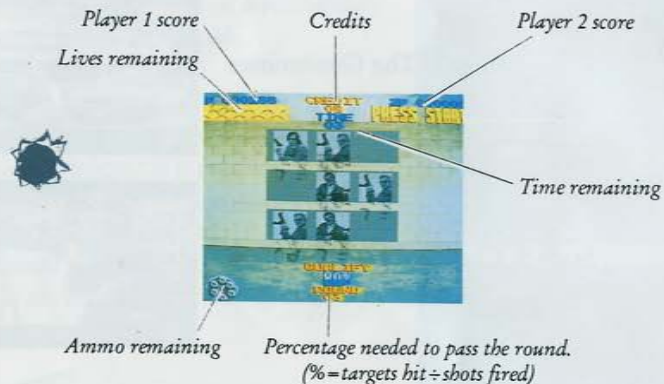 Player 1 score
Credits
Player 2 score
Lives remaining
CREDIT
TIME
PRESS START
Time remaining
Ammo remaining
Percentage needed to pass the round.
(%=targets hit÷shots fired)